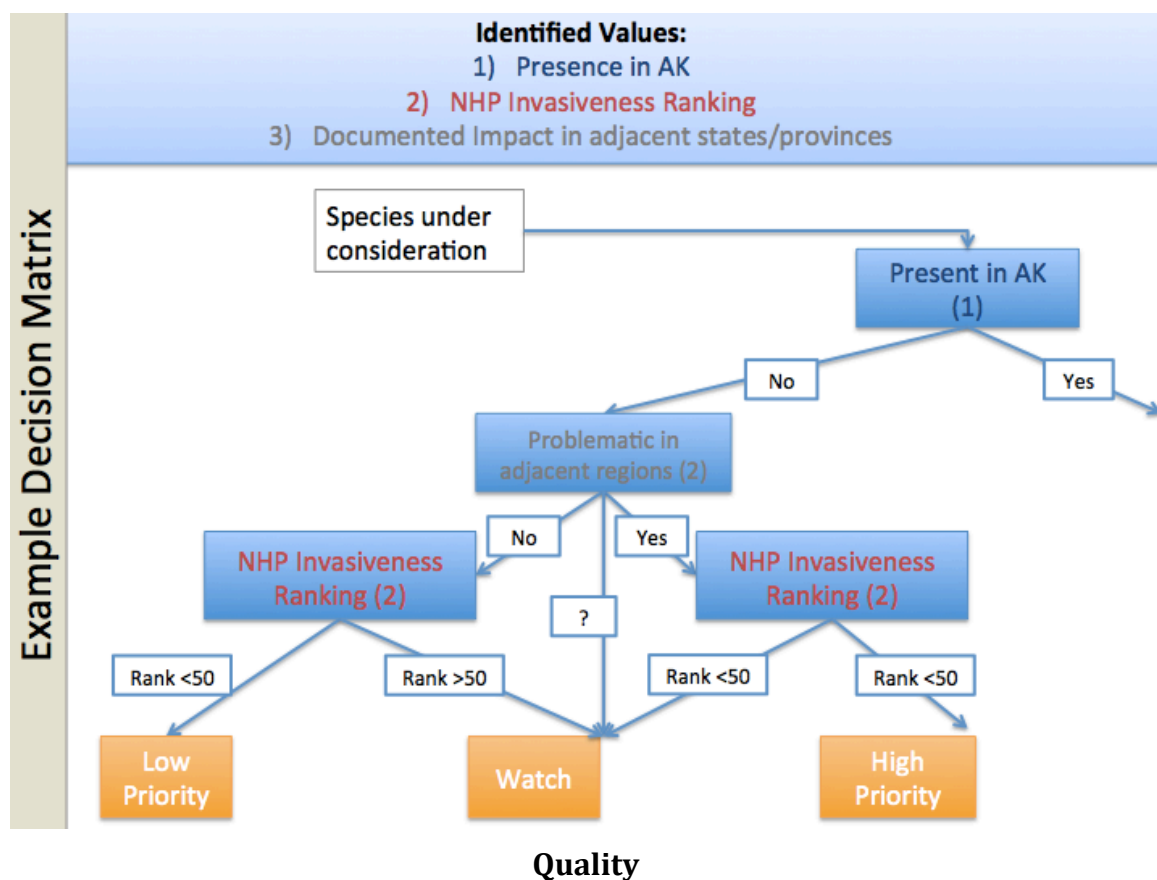 Identified Values:
1) Presence in AK
2) NHP Invasiveness Ranking
3) Documented Impact in adjacent states/provinces
Example Decision Matrix
Species under
consideration
Present in AK
(1)
No
Yes
Problematic in
adjacent regions (2)
No
Yes
NHP Invasiveness
Ranking (2)
NHP Invasiveness
Ranking (2)
?
Rank <50
Rank >50
Rank <50
Rank <50
Low
Priority
Watch
High
Priority
Quality